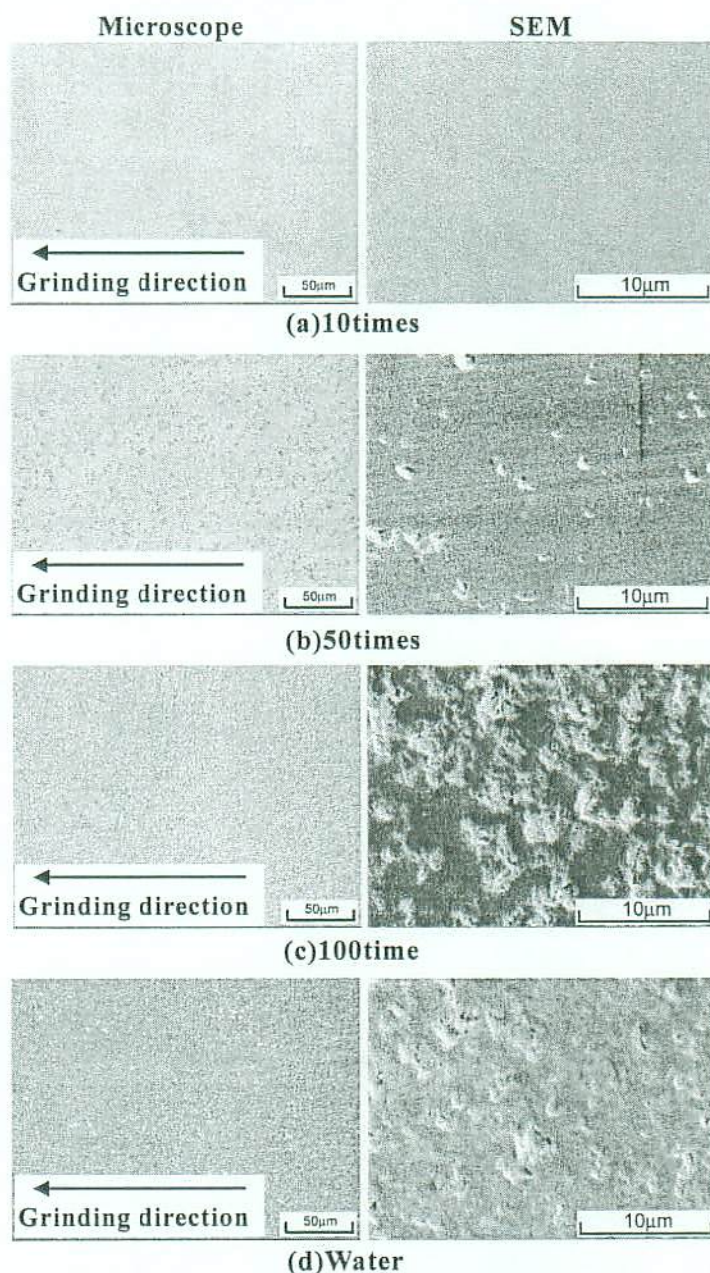 Microscope SEM
Grinding direction 50µm 10µm
(a)10times
Grinding direction 50µm 10µm
(b)50times
Grinding direction 50µm 10µm
(c)100time
Grinding direction 50µm 10µm
(d)Water